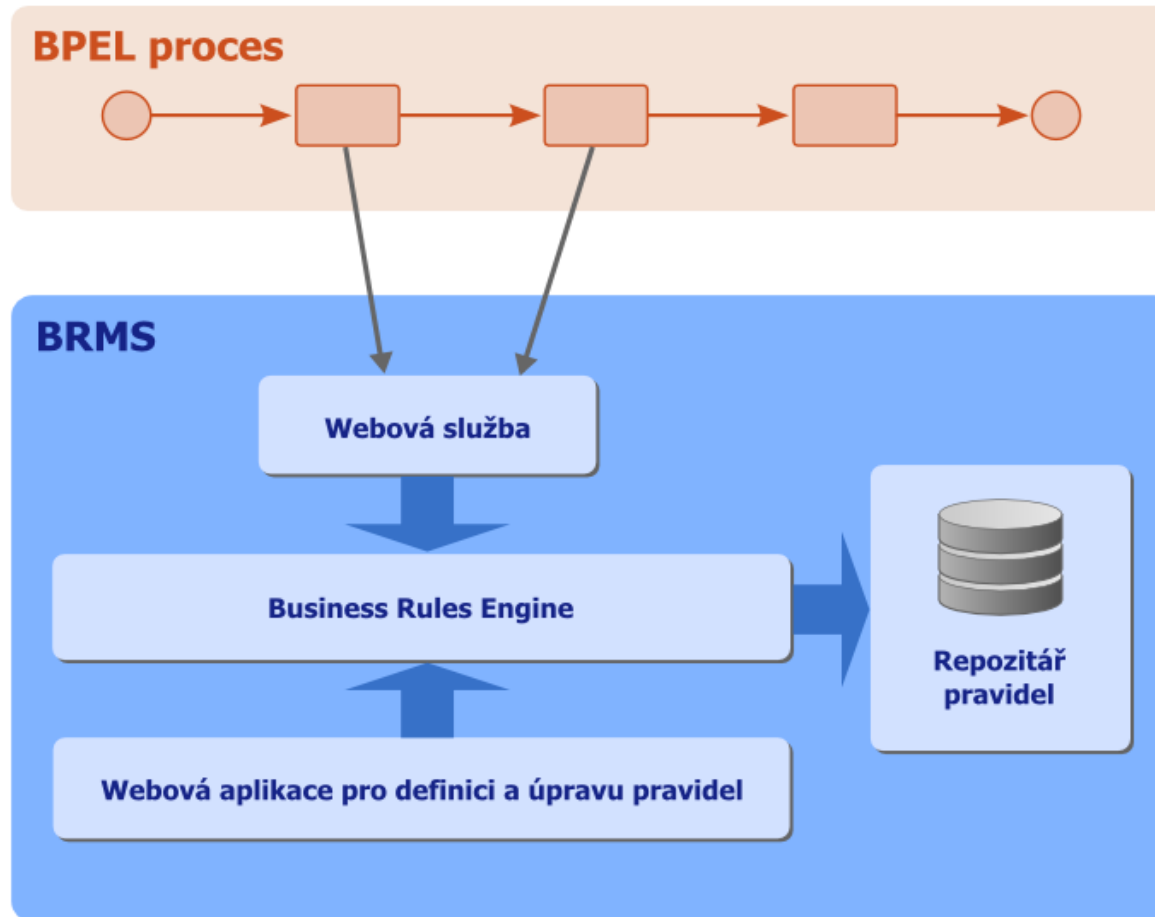 BPEL proces
BRMS
Webová služba
Business Rules Engine
Repozitář
pravidel
Webová aplikace pro definici a úpravu pravidel